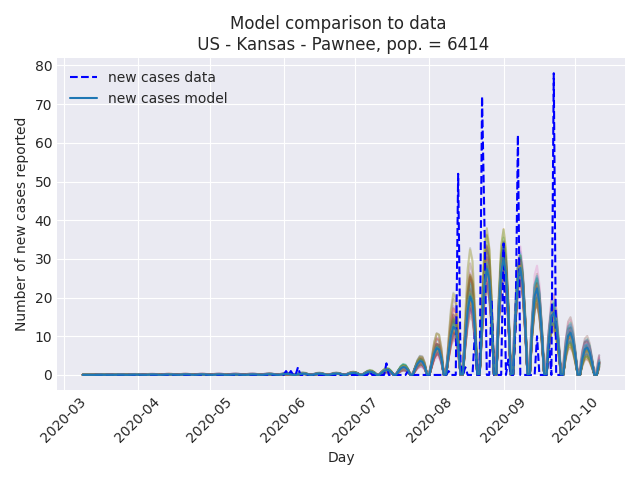 Model comparison to data
US - Kansas - Pawnee, pop. = 6414
80
70
60
50
40
30
20
10
0
Number of new cases reported
new cases data
new cases model
2020-03
2020-04
2020-05
2020-06
2020-07
2020-08
2020-09
2020-10
Day